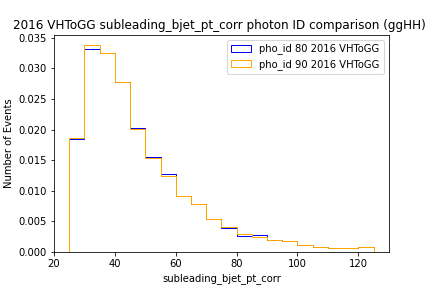 2016 VHToGG subleading_bjet_pt_corr photon ID comparison (ggHH)
pho_id 80 2016 VHToGG
pho_id 90 2016 VHToGG
Number of Events
0.035
0.030
0.025
0.020
0.015
0.010
0.005
0.000
20 40 60 80 100 120
subleading_bjet_pt_corr